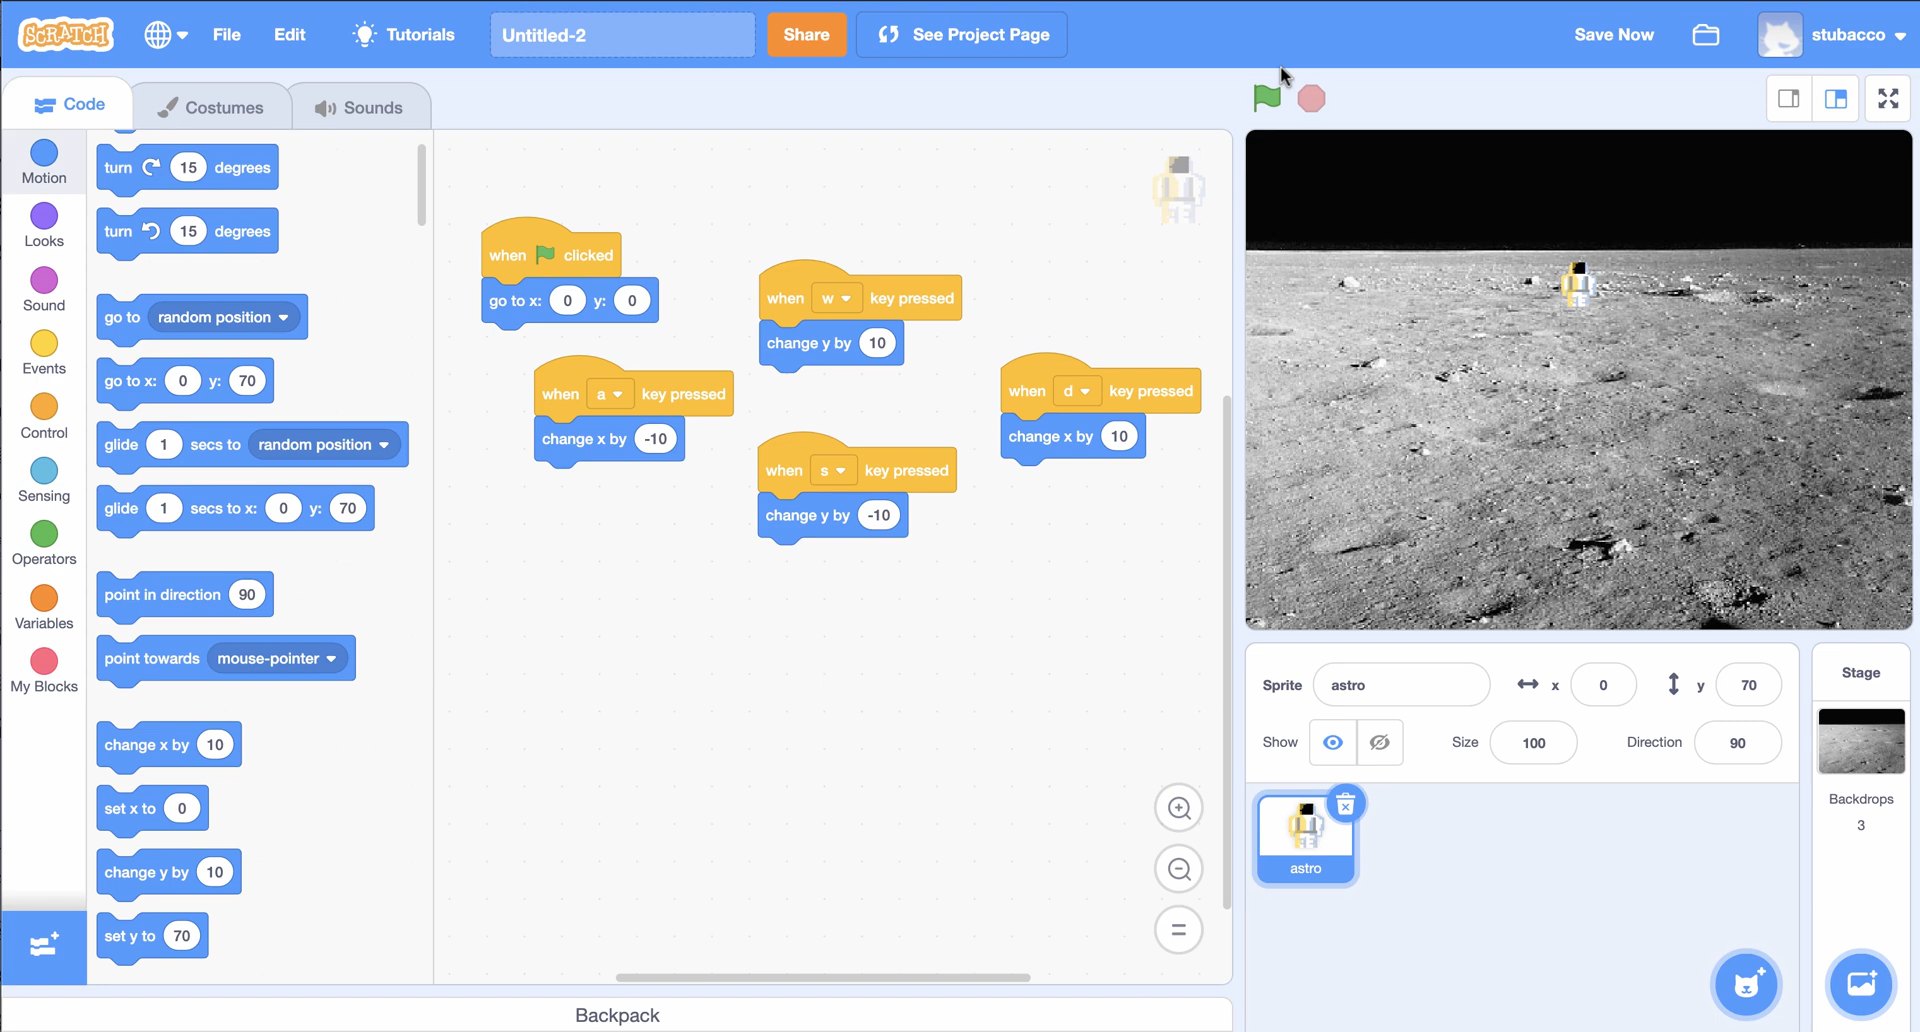 SCRATCH File Edit Tutorials Untitled-2 Share See Project Page Save Now stubacco
Code Costumes Sounds
Motion
Looks
Sound
Events
Control
Sensing
Operators
Variables
My Blocks
turn 15 degrees
turn 15 degrees
go to random position
go to x: 0 y: 70
glide 1 secs to random position
glide 1 secs to x: 0 y: 70
point in direction 90
point towards mouse-pointer
change x by 10
set x to 0
change y by 10
set y to 70
when clicked
go to x: 0 y: 0
when w key pressed
change y by 10
when a key pressed
change x by -10
when d key pressed
change x by 10
when s key pressed
change y by -10
Backpack
Sprite astro x 0 y 70
Show Size 100 Direction 90
astro
Stage
Backdrops
3